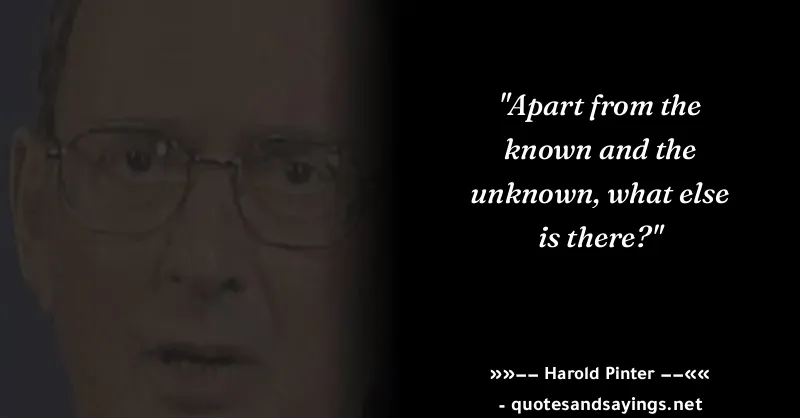 "Apart from the
known and the
unknown, what else
is there?"
»»−− Harold Pinter −−««
- quotesandsayings.net